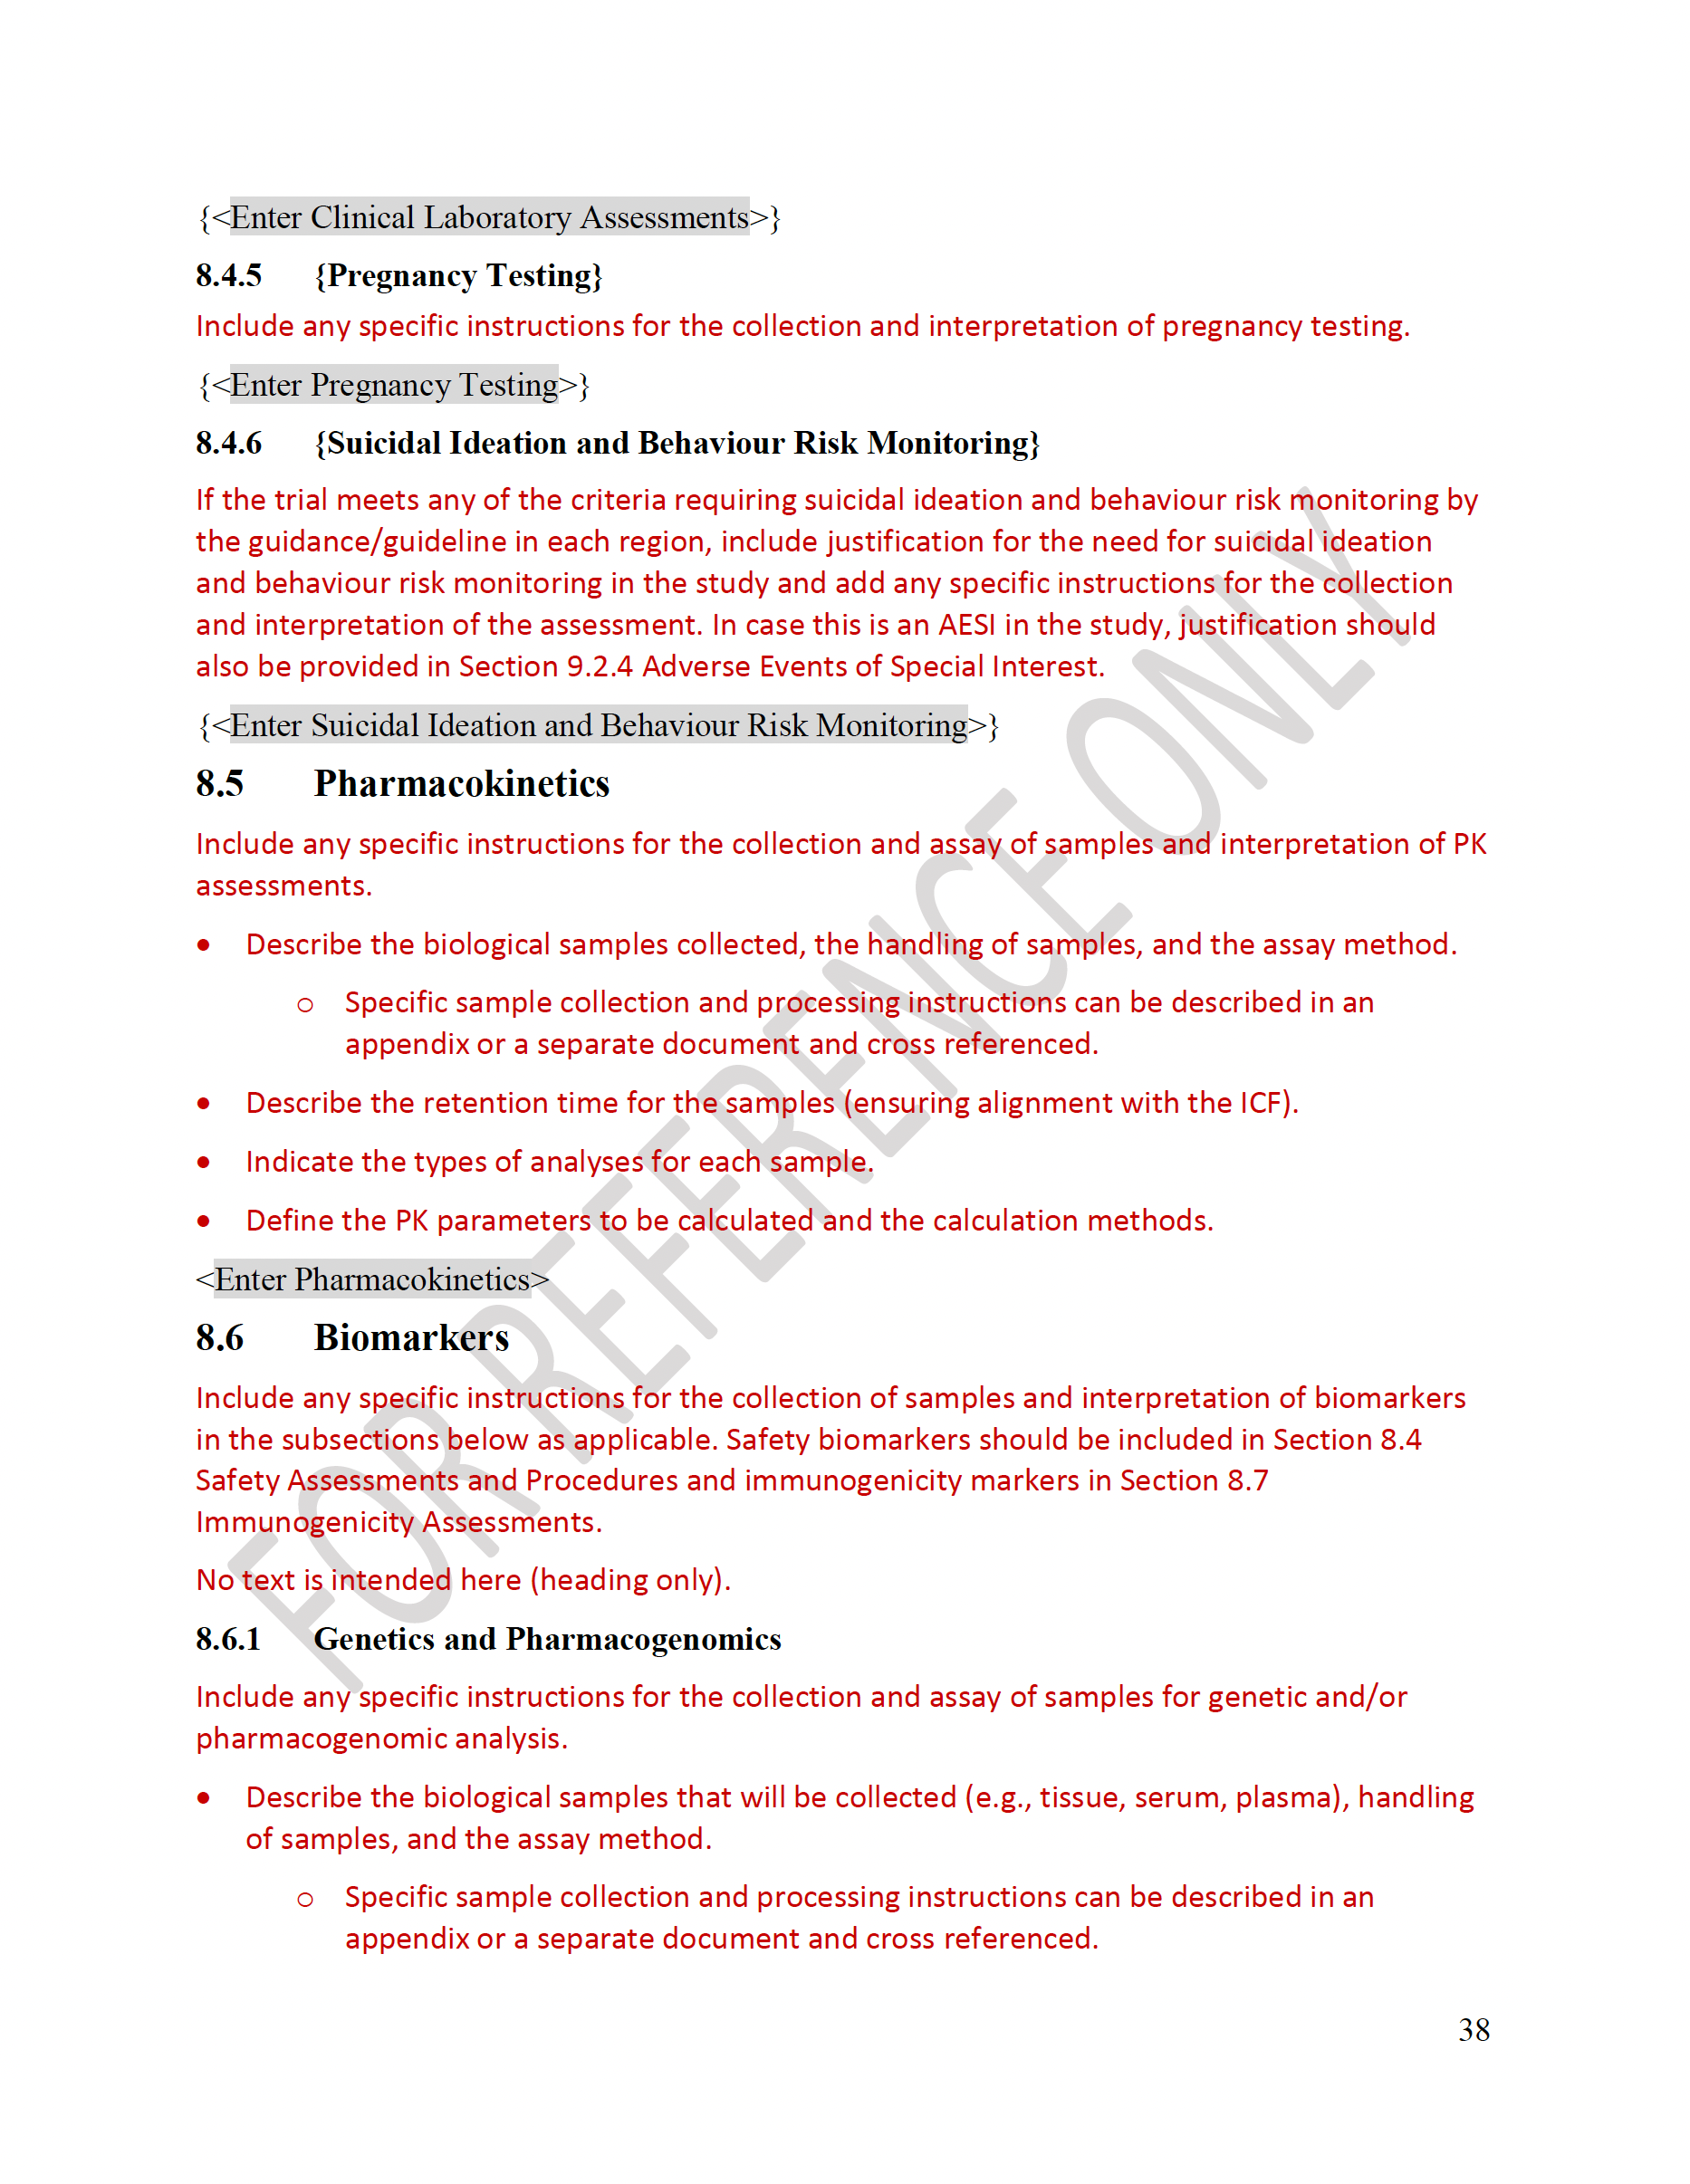 {<Enter Clinical Laboratory Assessments>}
8.4.5 {Pregnancy Testing}
Include any specific instructions for the collection and interpretation of pregnancy testing.
{<Enter Pregnancy Testing>}
8.4.6 {Suicidal Ideation and Behaviour Risk Monitoring}
If the trial meets any of the criteria requiring suicidal ideation and behaviour risk monitoring by
the guidance/guideline in each region, include justification for the need for suicidal ideation
and behaviour risk monitoring in the study and add any specific instructions for the collection
and interpretation of the assessment. In case this is an AESI in the study, justification should
also be provided in Section 9.2.4 Adverse Events of Special Interest.
{<Enter Suicidal Ideation and Behaviour Risk Monitoring>}
8.5 Pharmacokinetics
Include any specific instructions for the collection and assay of samples and interpretation of PK
assessments.
• Describe the biological samples collected, the handling of samples, and the assay method.
o Specific sample collection and processing instructions can be described in an
appendix or a separate document and cross referenced.
• Describe the retention time for the samples (ensuring alignment with the ICF).
• Indicate the types of analyses for each sample.
• Define the PK parameters to be calculated and the calculation methods.
<Enter Pharmacokinetics>
8.6 Biomarkers
Include any specific instructions for the collection of samples and interpretation of biomarkers
in the subsections below as applicable. Safety biomarkers should be included in Section 8.4
Safety Assessments and Procedures and immunogenicity markers in Section 8.7
Immunogenicity Assessments.
No text is intended here (heading only).
8.6.1 Genetics and Pharmacogenomics
Include any specific instructions for the collection and assay of samples for genetic and/or
pharmacogenomic analysis.
• Describe the biological samples that will be collected (e.g., tissue, serum, plasma), handling
of samples, and the assay method.
o Specific sample collection and processing instructions can be described in an
appendix or a separate document and cross referenced.
38
FOR REFERENCE ONLY